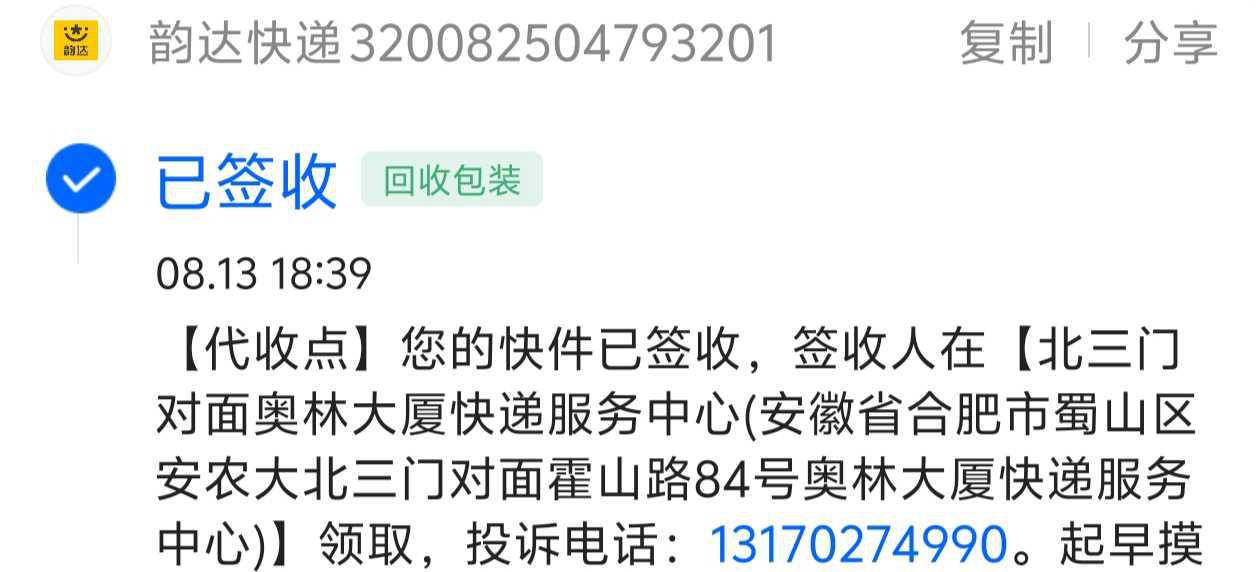 韵达
韵达快递320082504793201 复制 分享
已签收 回收包装
08.13 18:39
【代收点】您的快件已签收，签收人在【北三门
对面奥林大厦快递服务中心(安徽省合肥市蜀山区
安农大北三门对面霍山路84号奥林大厦快递服务
中心)】领取，投诉电话：13170274990。起早摸